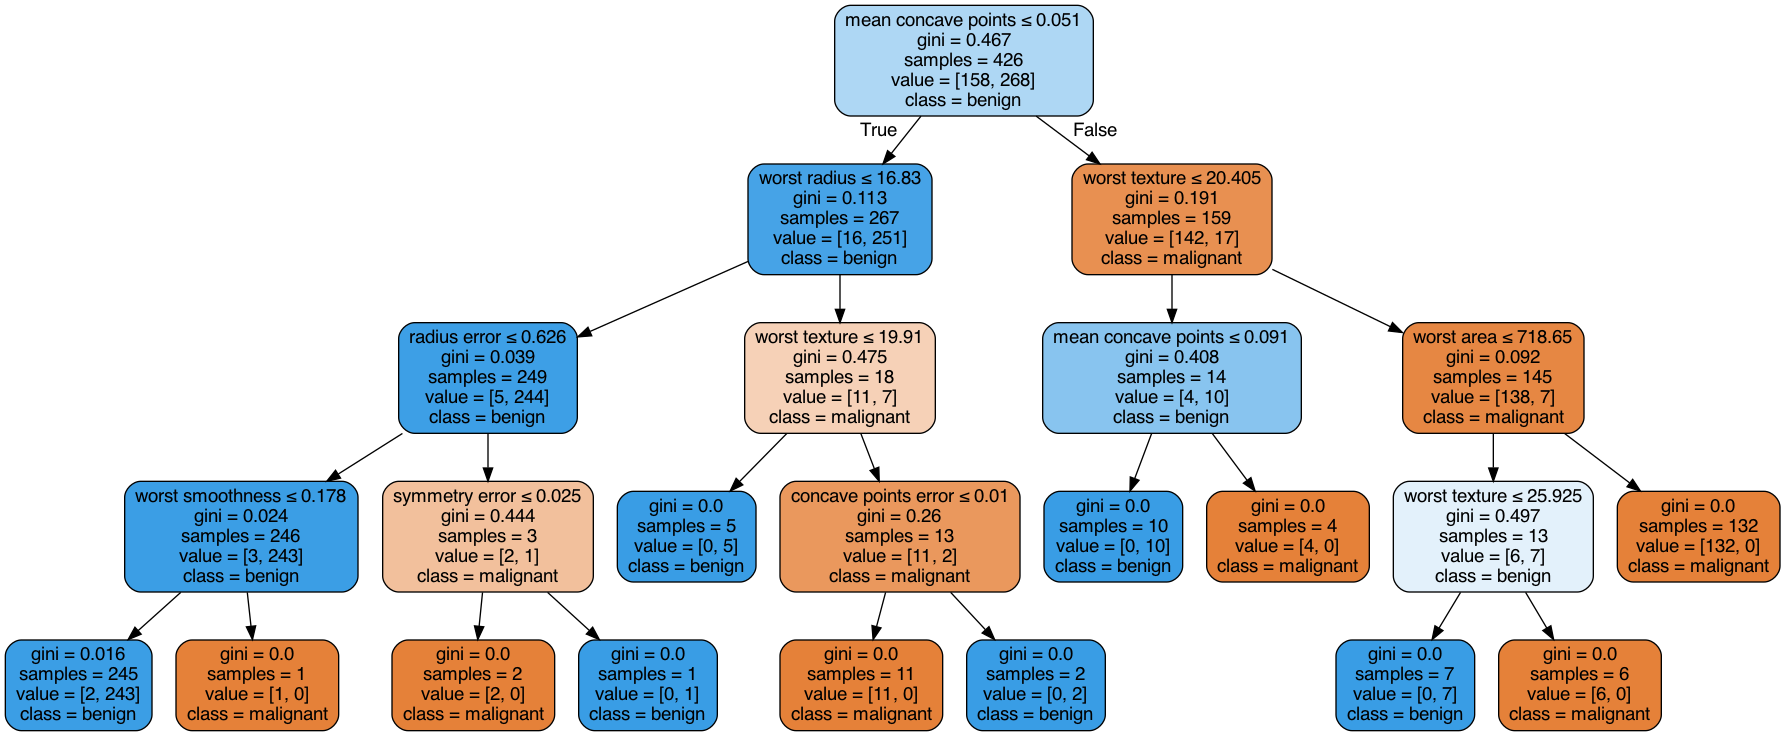 mean concave points ≤ 0.051
gini = 0.467
samples = 426
value = [158, 268]
class = benign
True
False
worst radius ≤ 16.83
gini = 0.113
samples = 267
value = [16, 251]
class = benign
worst texture ≤ 20.405
gini = 0.191
samples = 159
value = [142, 17]
class = malignant
radius error ≤ 0.626
gini = 0.039
samples = 249
value = [5, 244]
class = benign
worst texture ≤ 19.91
gini = 0.475
samples = 18
value = [11, 7]
class = malignant
mean concave points ≤ 0.091
gini = 0.408
samples = 14
value = [4, 10]
class = benign
worst area ≤ 718.65
gini = 0.092
samples = 145
value = [138, 7]
class = malignant
worst smoothness ≤ 0.178
gini = 0.024
samples = 246
value = [3, 243]
class = benign
symmetry error ≤ 0.025
gini = 0.444
samples = 3
value = [2, 1]
class = malignant
gini = 0.0
samples = 5
value = [0, 5]
class = benign
concave points error ≤ 0.01
gini = 0.26
samples = 13
value = [11, 2]
class = malignant
gini = 0.0
samples = 10
value = [0, 10]
class = benign
gini = 0.0
samples = 4
value = [4, 0]
class = malignant
worst texture ≤ 25.925
gini = 0.497
samples = 13
value = [6, 7]
class = benign
gini = 0.0
samples = 132
value = [132, 0]
class = malignant
gini = 0.016
samples = 245
value = [2, 243]
class = benign
gini = 0.0
samples = 1
value = [1, 0]
class = malignant
gini = 0.0
samples = 2
value = [2, 0]
class = malignant
gini = 0.0
samples = 1
value = [0, 1]
class = benign
gini = 0.0
samples = 11
value = [11, 0]
class = malignant
gini = 0.0
samples = 2
value = [0, 2]
class = benign
gini = 0.0
samples = 7
value = [0, 7]
class = benign
gini = 0.0
samples = 6
value = [6, 0]
class = malignant